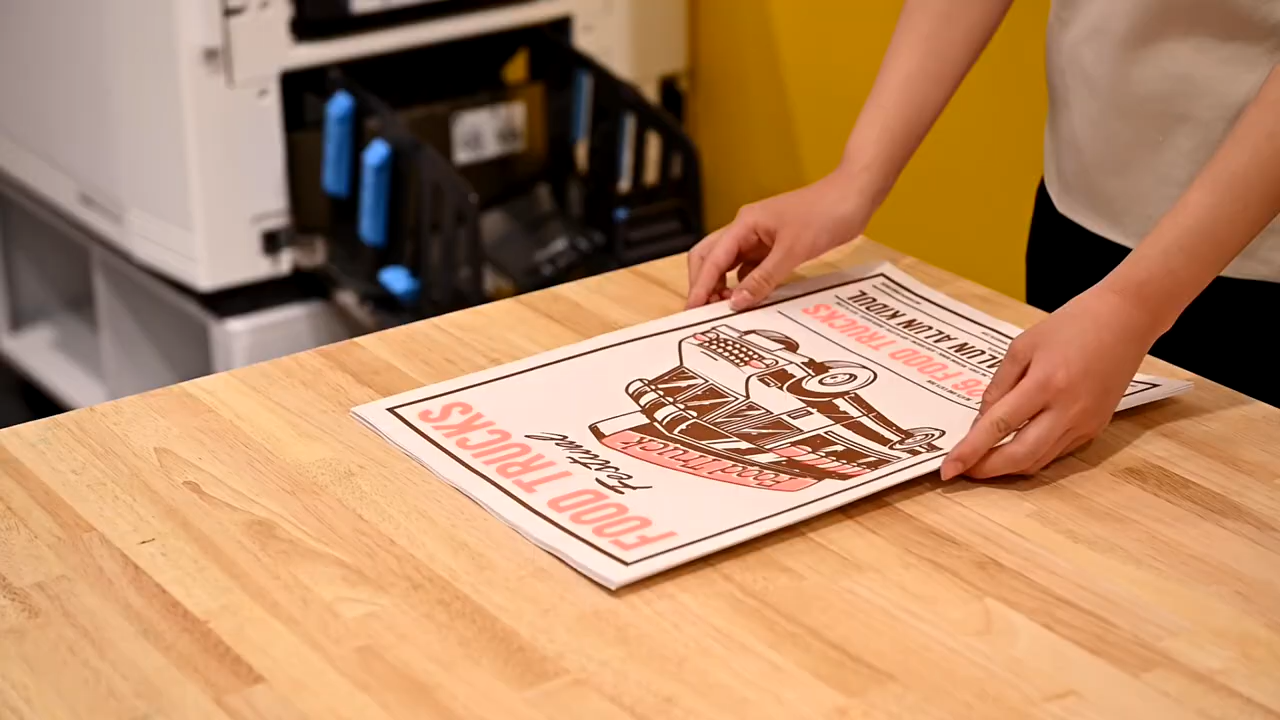 FOOD TRUCKS
Festival
Food Truck
FOOD TRUCKS
ALUN ALUN KIDUL